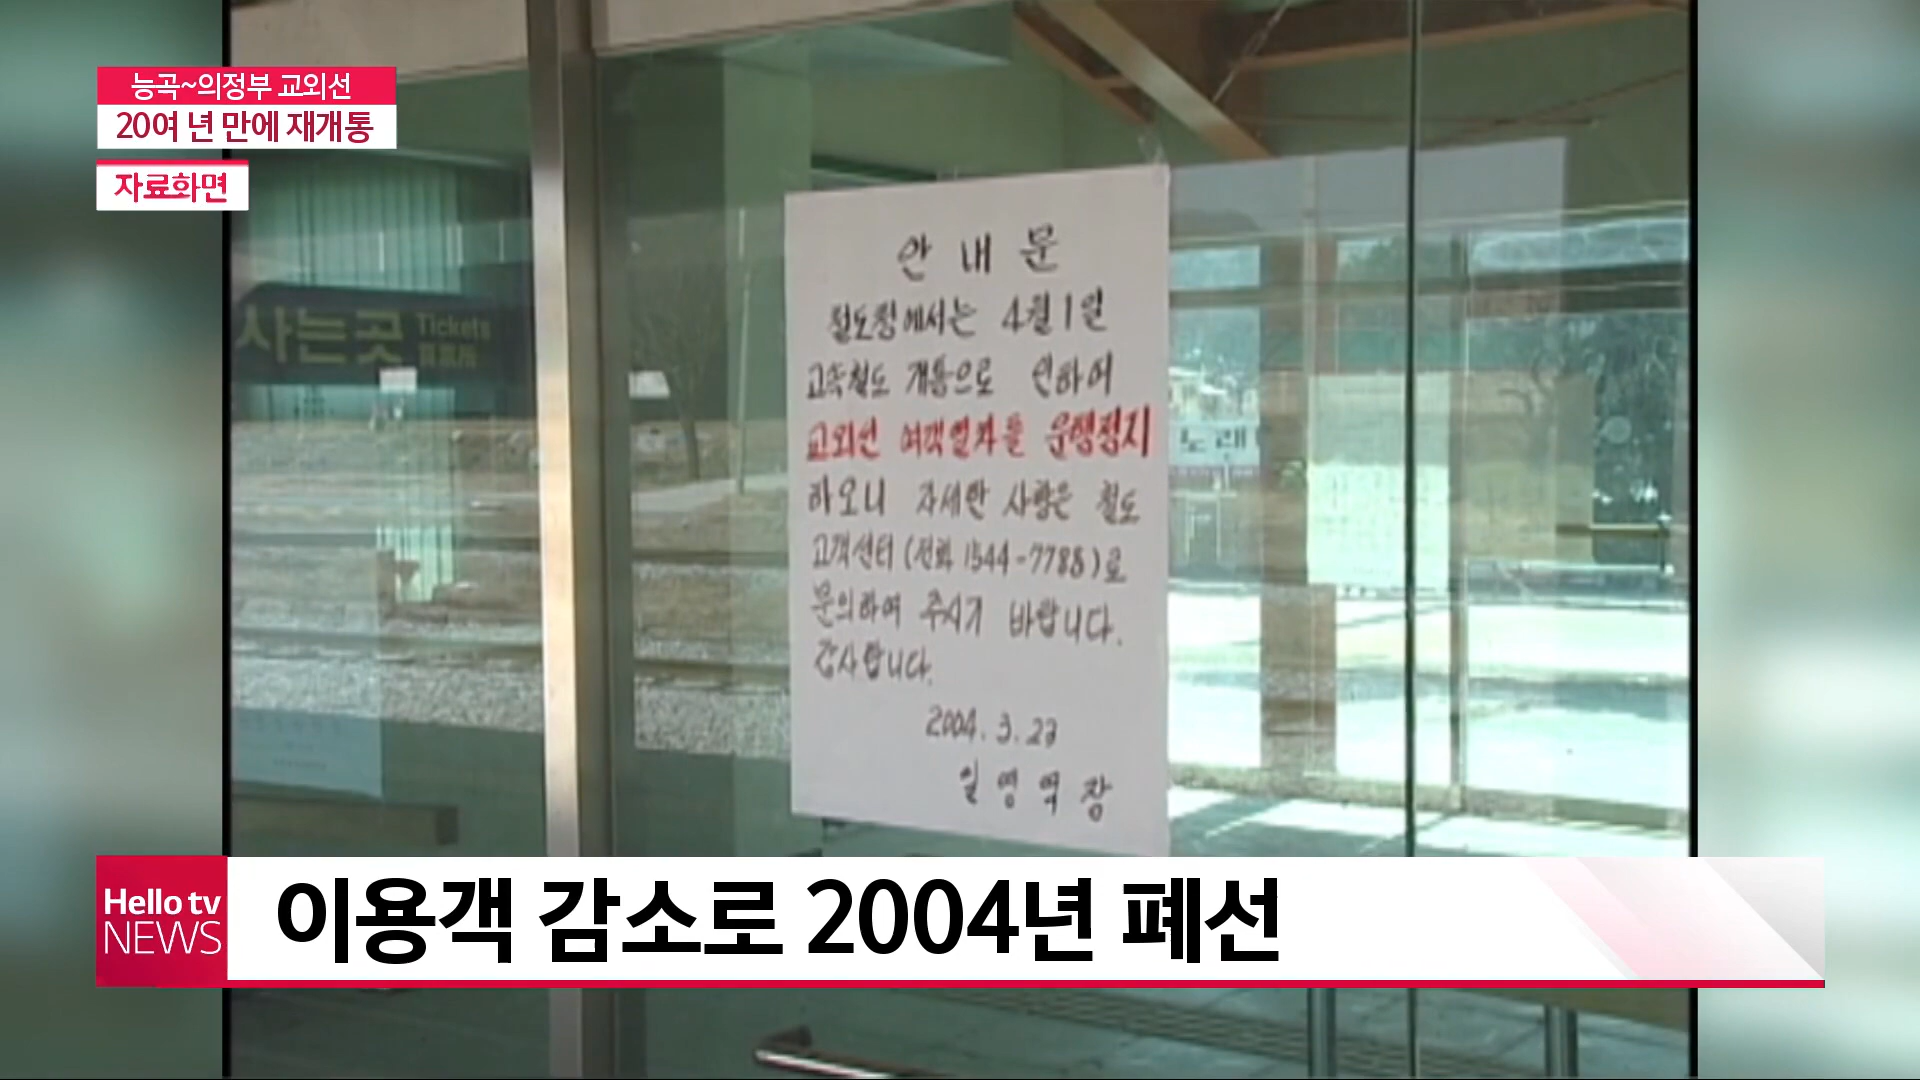 능곡~의정부 교외선
20여 년 만에 재개통
자료화면
사는곳 Tickets
안내문
철도청에서는 4월1일
고속철도 개통으로 인하여
교외선 여객열차를 운행정지
하오니 자세한 사항은 철도
고객센터(전화 1544-7788)로
문의하여 주시기 바랍니다.
감사합니다.
2004. 3. 23
일영역장
노래
Hello tv
NEWS
이용객 감소로 2004년 폐선